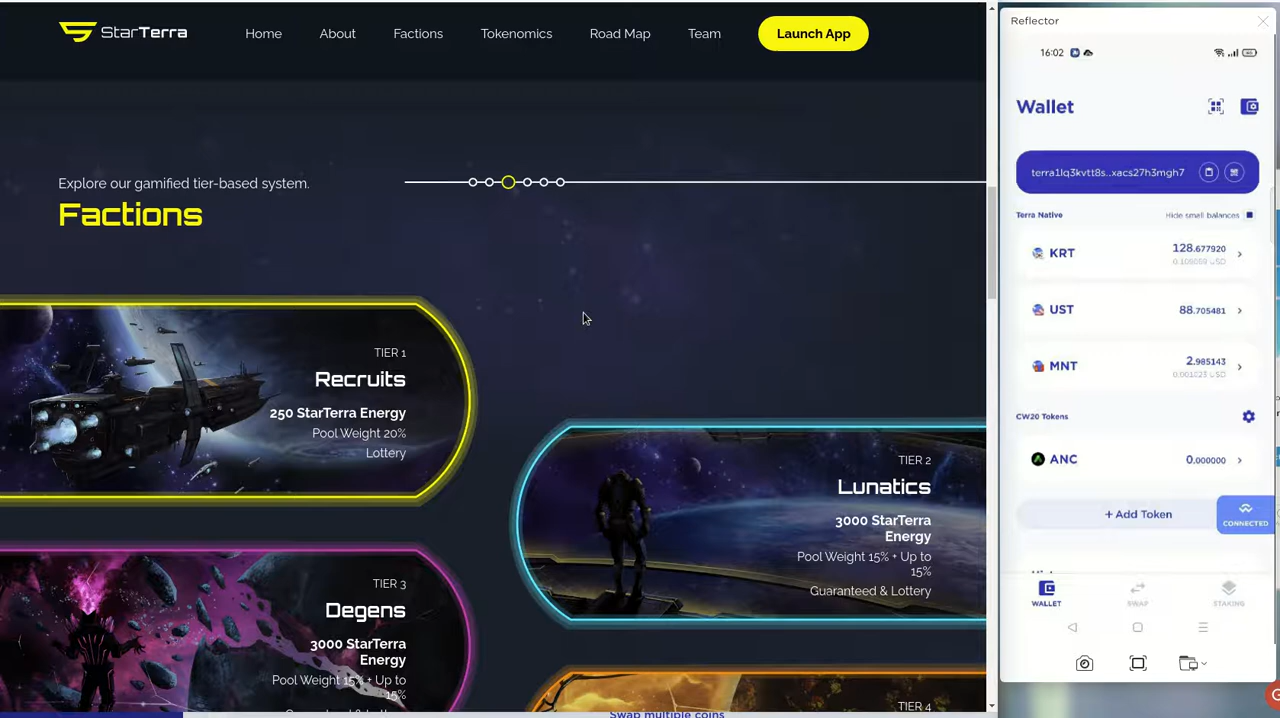 StarTerra
Home About Factions Tokenomics Road Map Team Launch App
Explore our gamified tier-based system.
Factions
TIER 1
Recruits
250 StarTerra Energy
Pool Weight 20%
Lottery
TIER 2
Lunatics
3000 StarTerra
Energy
Pool Weight 15% + Up to
15%
Guaranteed & Lottery
TIER 3
Degens
3000 StarTerra
Energy
Pool Weight 15% + Up to
15%
TIER 4
Swap multiple coins
Reflector
16:02
Wallet
terra1lq3kvtt8s..xacs27h3mgh7
Terra Native Hide small balances
KRT 128.677920
UST 88.705481
MNT 2.985143
0.001023 USD
CW20 Tokens
ANC 0.000000
+ Add Token
CONNECTED
WALLET SWAP STAKING